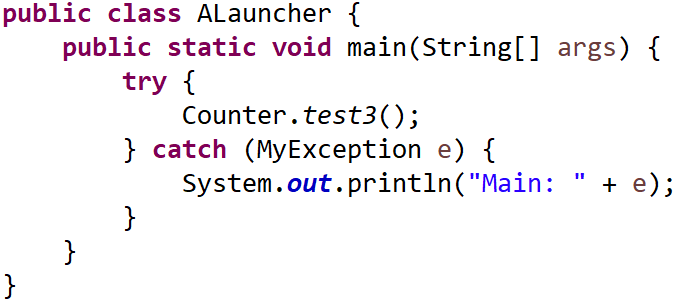 public class ALauncher {
    public static void main(String[] args) {
        try {
            Counter.test3();
        } catch (MyException e) {
            System.out.println("Main: " + e);
        }
    }
}